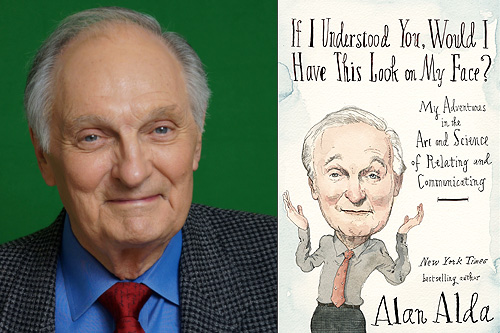 If I Understood You, Would I
Have This Look on My Face?
My Adventures
in the
Art and Science
of Relating and
Communicating
New York Times
bestselling author
Alan Alda